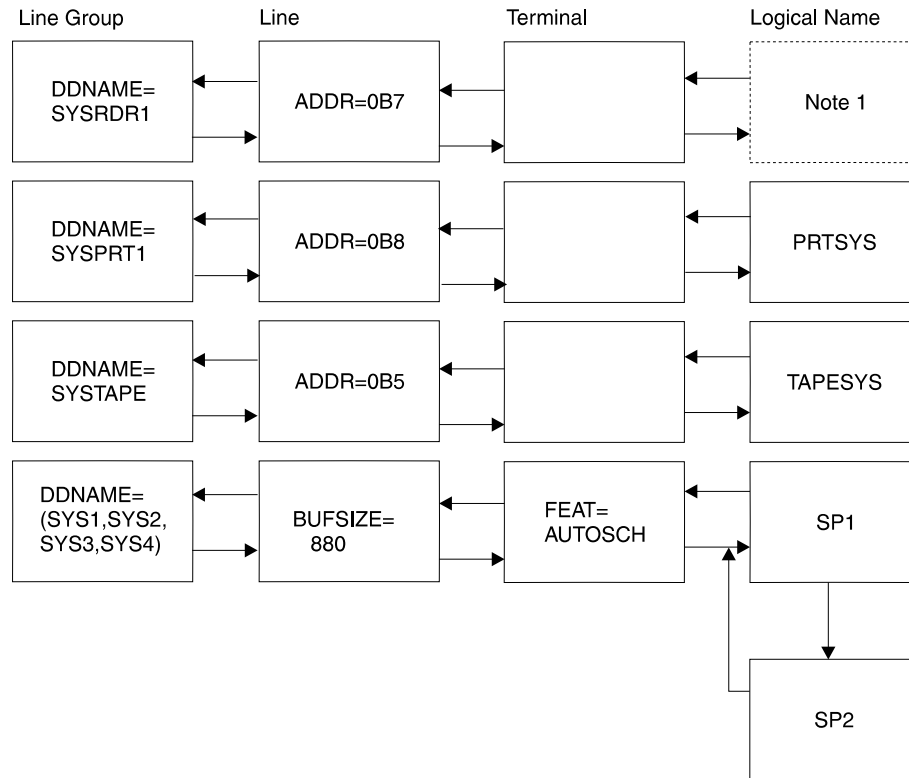 Line Group
Line
Terminal
Logical Name
DDNAME=
SYSRDR1
ADDR=0B7
Note 1
DDNAME=
SYSPRT1
ADDR=0B8
PRTSYS
DDNAME=
SYSTAPE
ADDR=0B5
TAPESYS
DDNAME=
(SYS1,SYS2,
SYS3,SYS4)
BUFSIZE=
880
FEAT=
AUTOSCH
SP1
SP2